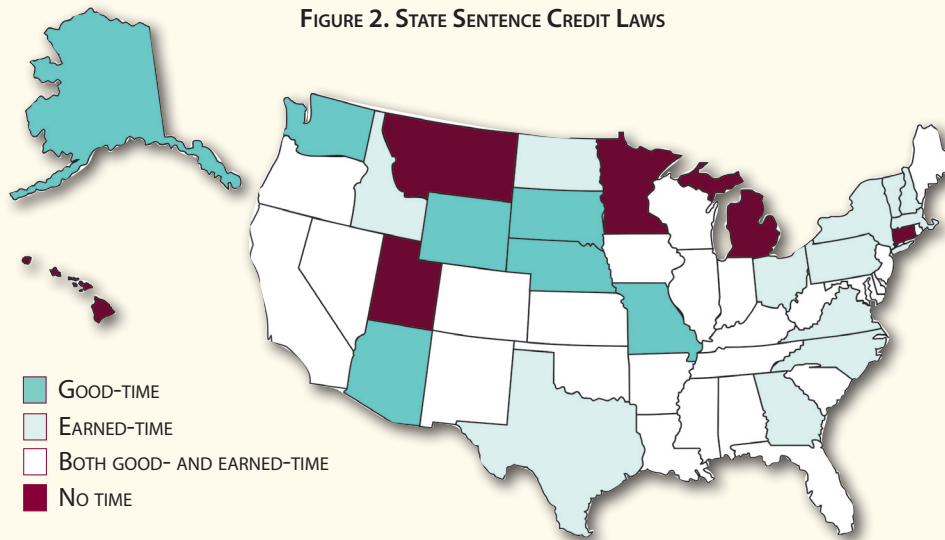 Figure 2. State Sentence Credit Laws
Good-time
Earned-time
Both good- and earned-time
No time